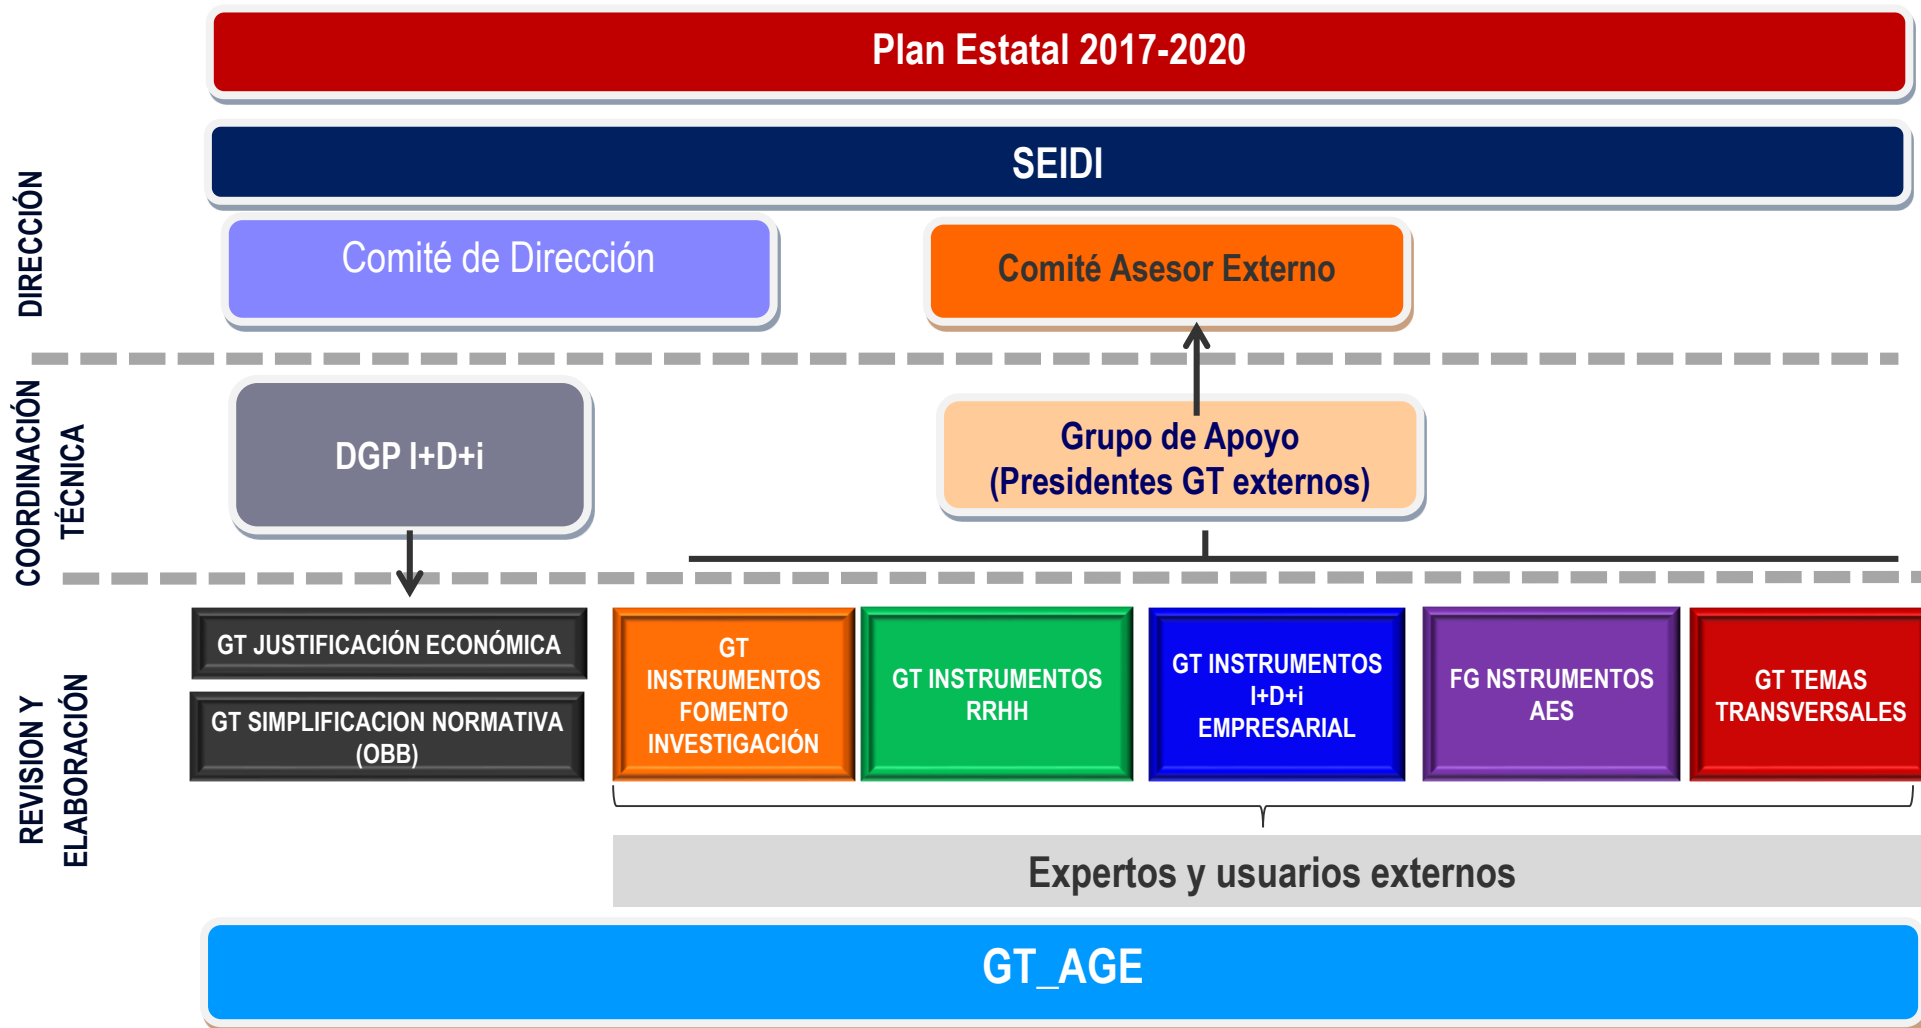 Plan Estatal 2017-2020
SEIDI
DIRECCIÓN
Comité de Dirección
Comité Asesor Externo
COORDINACIÓN
TÉCNICA
DGP I+D+i
Grupo de Apoyo
(Presidentes GT externos)
REVISION Y
ELABORACIÓN
GT JUSTIFICACIÓN ECONÓMICA
GT SIMPLIFICACION NORMATIVA
(OBB)
GT
INSTRUMENTOS
FOMENTO
INVESTIGACIÓN
GT INSTRUMENTOS
RRHH
GT INSTRUMENTOS
I+D+i
EMPRESARIAL
FG NSTRUMENTOS
AES
GT TEMAS
TRANSVERSALES
Expertos y usuarios externos
GT_AGE